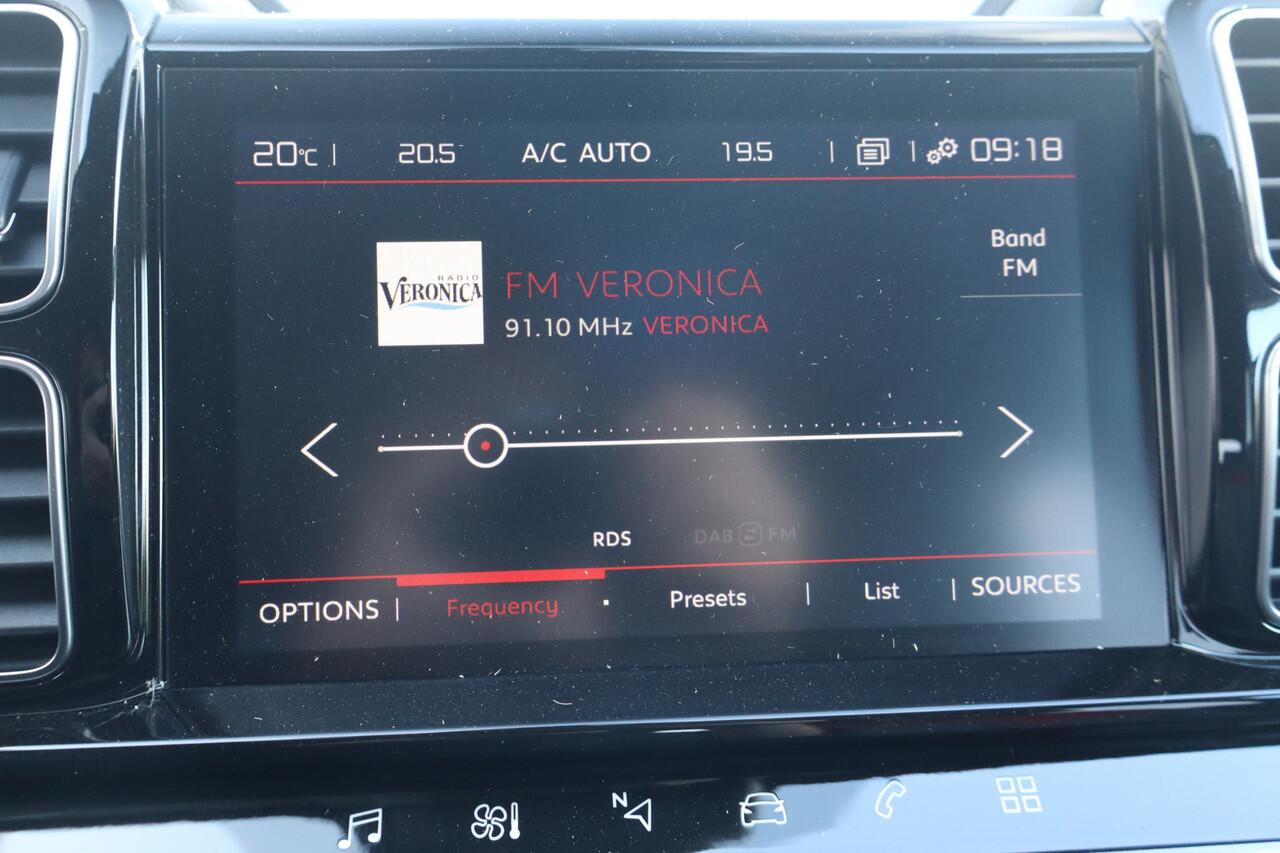 20°C | 20.5 A/C AUTO 19.5 | | 09:18
Band
FM
RADIO
VERONICA
FM VERONICA
91.10 MHz VERONICA
RDS DAB FM
OPTIONS | Frequency Presets | List | SOURCES
N